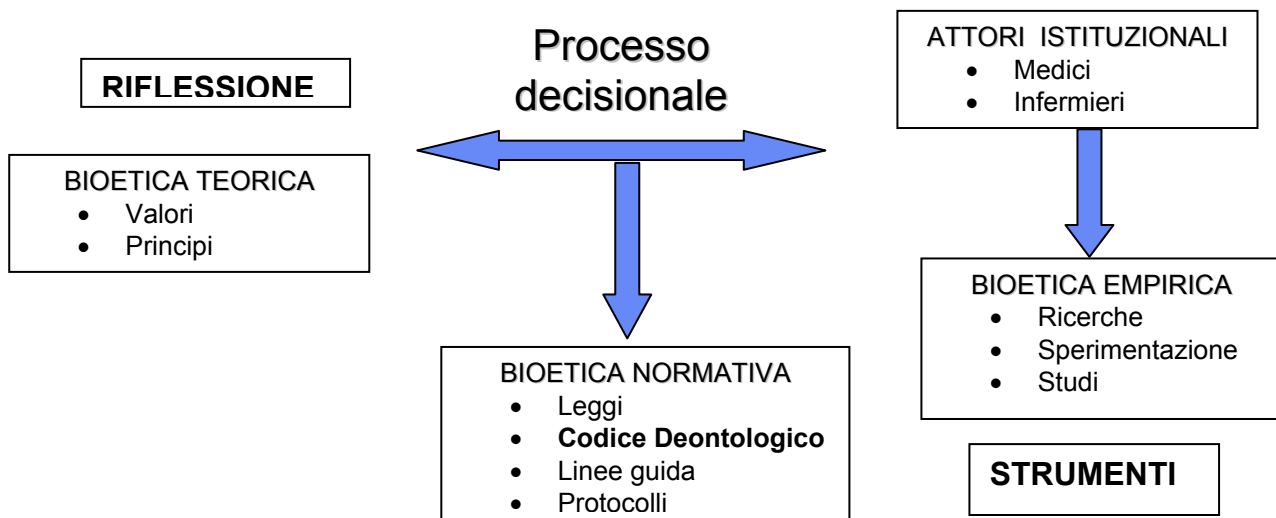 RIFLESSIONE
BIOETICA TEORICA
• Valori
• Principi
Processo
decisionale
BIOETICA NORMATIVA
• Leggi
• Codice Deontologico
• Linee guida
• Protocolli
ATTORI ISTITUZIONALI
• Medici
• Infermieri
BIOETICA EMPIRICA
• Ricerche
• Sperimentazione
• Studi
STRUMENTI